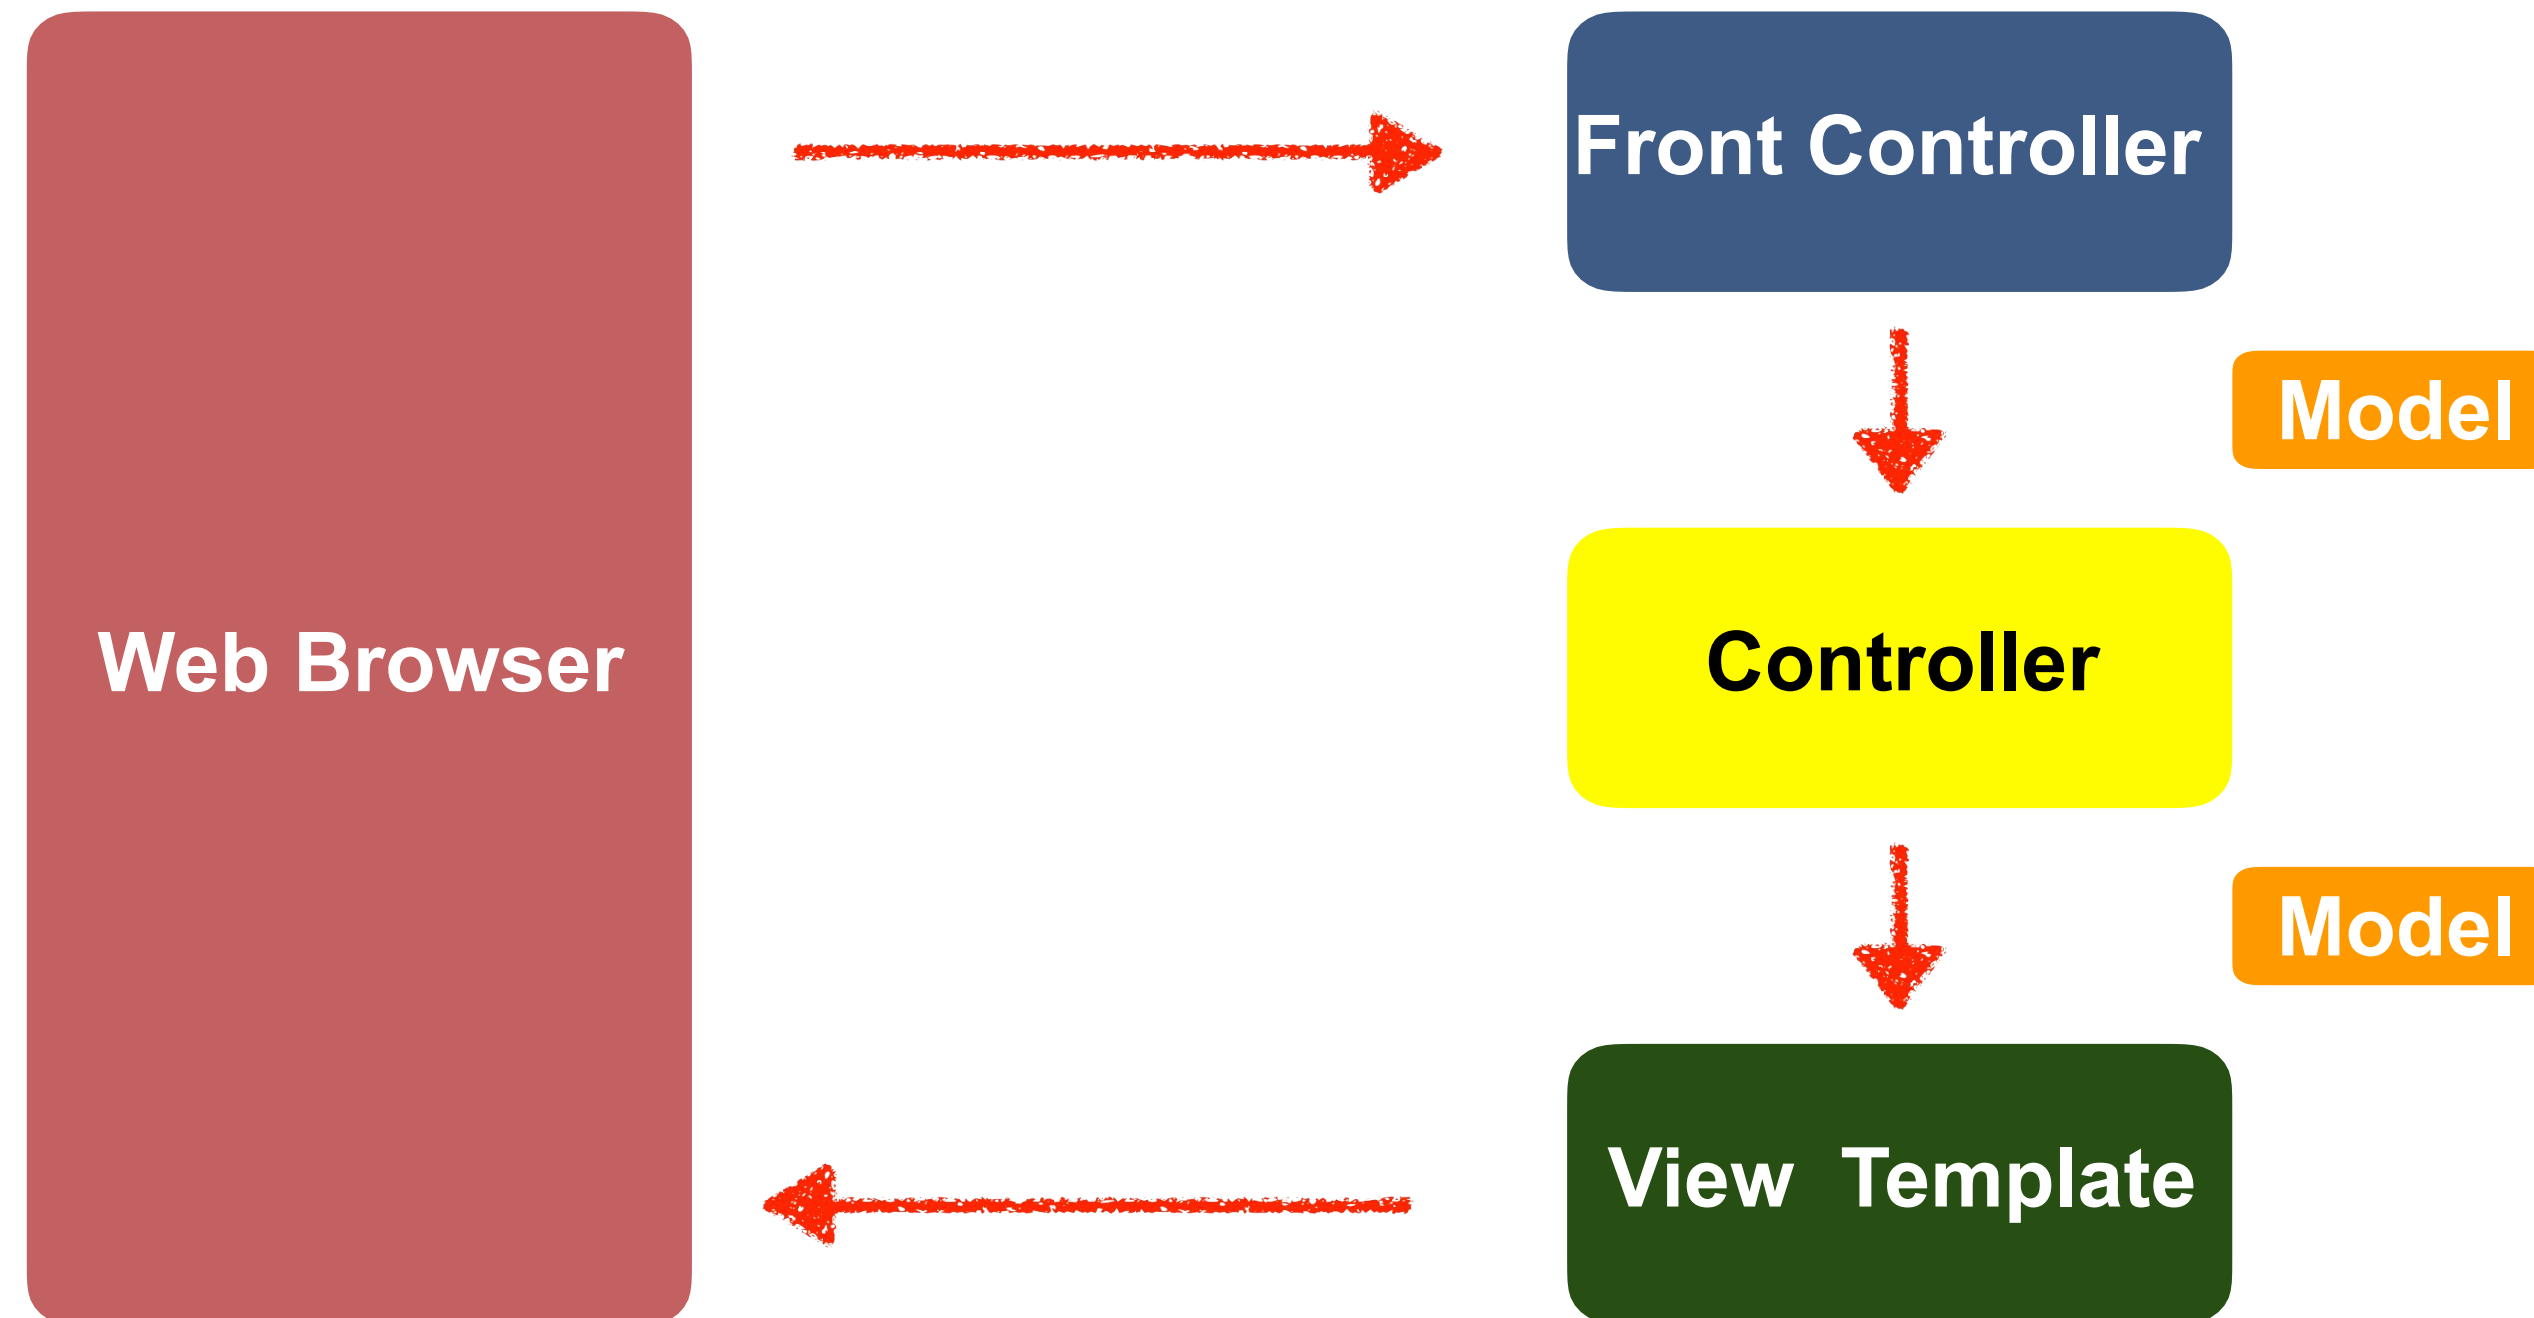 Front Controller
Model
Web Browser
Controller
Model
View Template